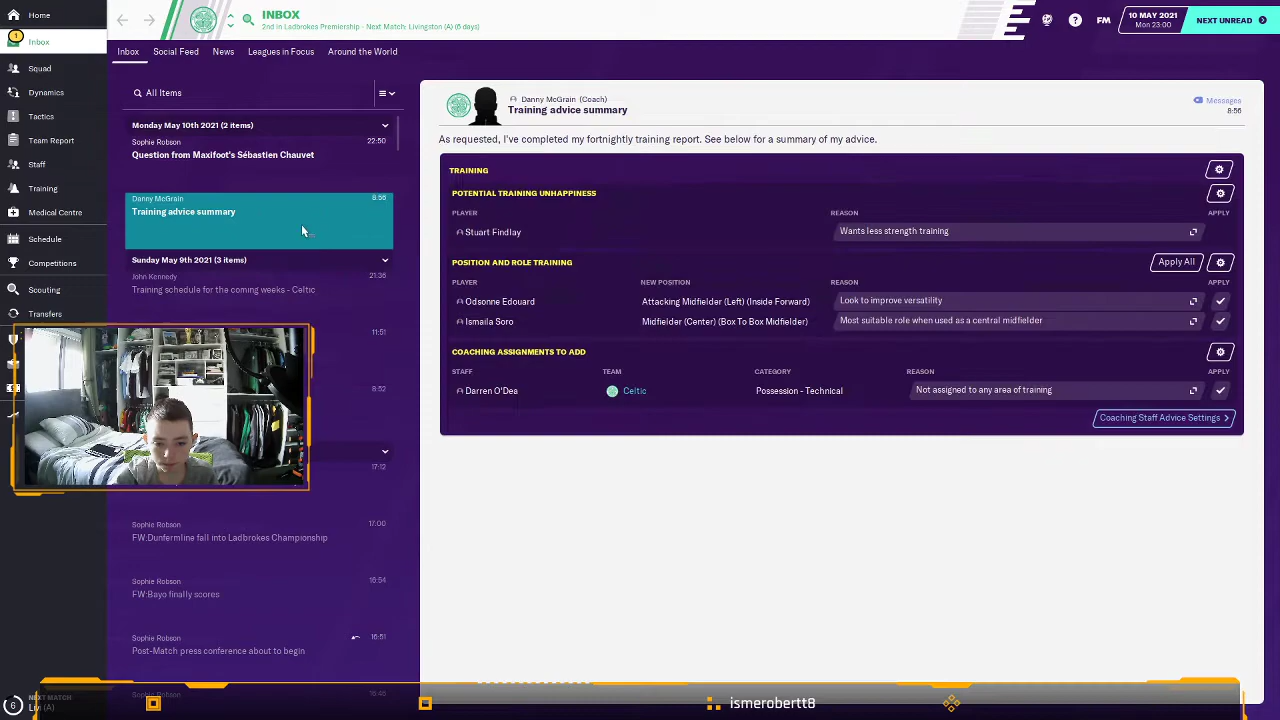 Home
INBOX
2nd in Ladbrokes Premiership - Next Match: Livingston (A) (6 days)
FM
10 MAY 2021
Mon 23:00
NEXT UNREAD
1
Inbox
Squad
Dynamics
Tactics
Team Report
Staff
Training
Medical Centre
Schedule
Competitions
Scouting
Transfers
NEXT MATCH
6
Livi (A)
Inbox
Social Feed
News
Leagues in Focus
Around the World
All Items
Monday May 10th 2021 (2 items)
Sophie Robson
22:50
Question from Maxifoot's Sébastien Chauvet
Danny McGrain
8:56
Training advice summary
Sunday May 9th 2021 (3 items)
John Kennedy
21:36
Training schedule for the coming weeks - Celtic
11:51
8:52
17:12
Sophie Robson
17:00
FW:Dunfermline fall into Ladbrokes Championship
Sophie Robson
16:54
FW:Bayo finally scores
Sophie Robson
16:51
Post-Match press conference about to begin
Sophie Robson
16:46
Danny McGrain (Coach)
Training advice summary
Messages
8:56
As requested, I've completed my fortnightly training report. See below for a summary of my advice.
TRAINING
POTENTIAL TRAINING UNHAPPINESS
PLAYER REASON APPLY
Stuart Findlay Wants less strength training
POSITION AND ROLE TRAINING Apply All
PLAYER NEW POSITION REASON APPLY
Odsonne Edouard Attacking Midfielder (Left) (Inside Forward) Look to improve versatility
Ismaila Soro Midfielder (Center) (Box To Box Midfielder) Most suitable role when used as a central midfielder
COACHING ASSIGNMENTS TO ADD
STAFF TEAM CATEGORY REASON APPLY
Darren O'Dea Celtic Possession - Technical Not assigned to any area of training
Coaching Staff Advice Settings
ismerobertt8